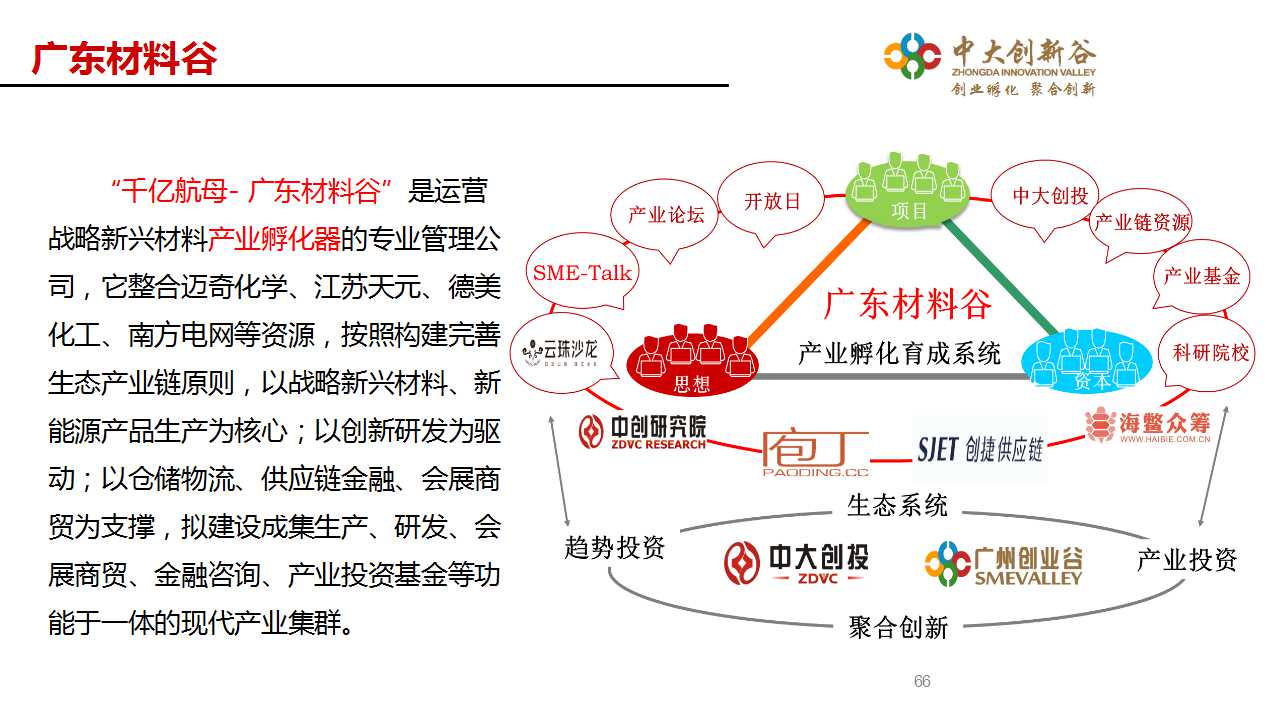 广东材料谷
中大创新谷
ZHONGDA INNOVATION VALLEY
创业孵化 聚合创新
“千亿航母- 广东材料谷”是运营
战略新兴材料产业孵化器的专业管理公
司，它整合迈奇化学、江苏天元、德美
化工、南方电网等资源，按照构建完善
生态产业链原则，以战略新兴材料、新
能源产品生产为核心；以创新研发为驱
动；以仓储物流、供应链金融、会展商
贸为支撑，拟建设成集生产、研发、会
展商贸、金融咨询、产业投资基金等功
能于一体的现代产业集群。
项目
开放日
产业论坛
SME-Talk
云珠沙龙
中大创投
产业链资源
产业基金
科研院校
广东材料谷
产业孵化育成系统
思想
资本
中创研究院
ZDVC RESEARCH
庖丁
PAODING.CC
SJET 创捷供应链
海鳖众筹
WWW.HAIBIE.COM.CN
生态系统
趋势投资
中大创投
ZDVC
广州创业谷
SMEVALLEY
产业投资
聚合创新
66